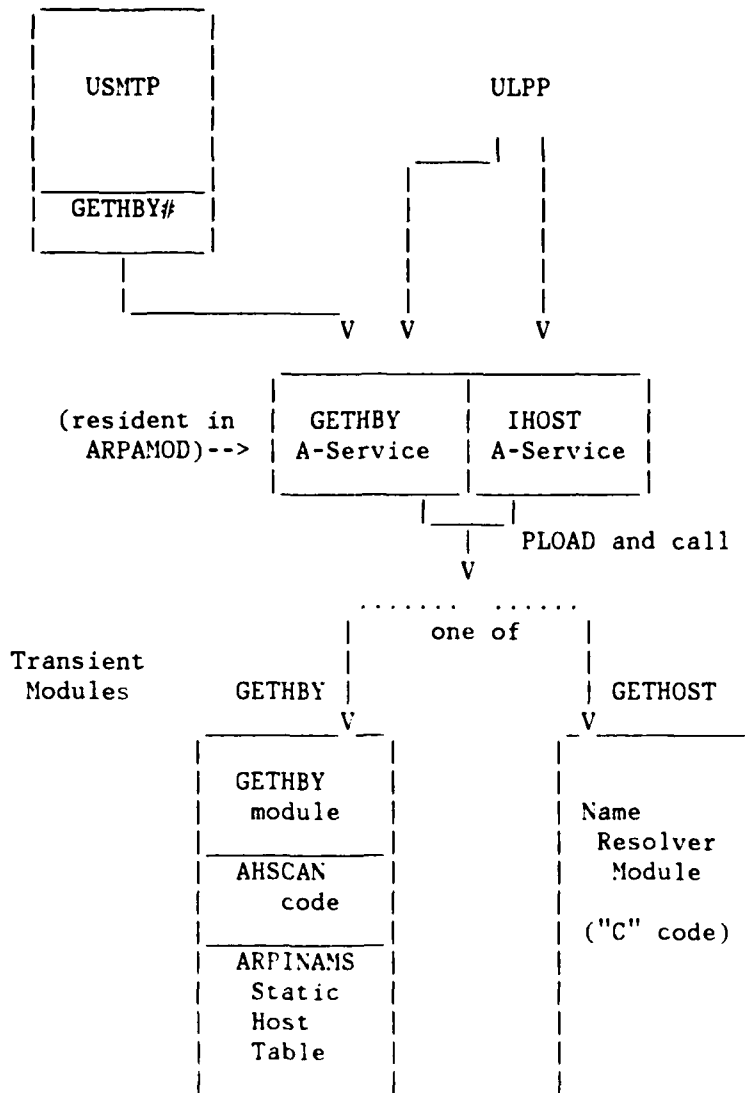 USMTP ULPP
GETHBY#
(resident in GETHBY IHOST
ARPAMOD)--> A-Service A-Service
PLOAD and call
V
....... ......
one of
Transient
Modules GETHBY GETHOST
GETHBY
module Name
Resolver
AHSCAN Module
code
("C" code)
ARPINAMS
Static
Host
Table